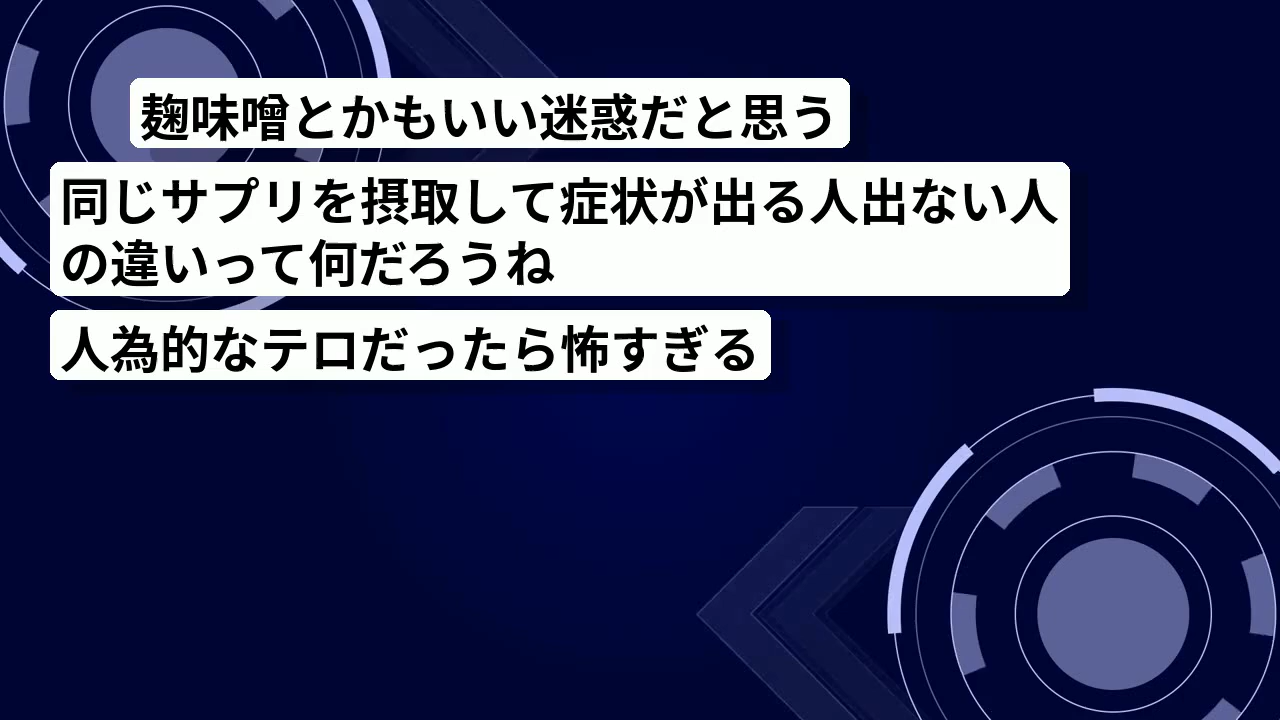 麹味噌とかもいい迷惑だと思う
同じサプリを摂取して症状が出る人出ない人
の違いって何だろうね
人為的なテロだったら怖すぎる